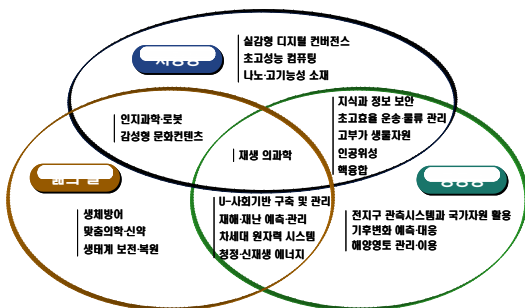 실감형 디지털 컨버전스
초고성능 컴퓨팅
나노·고기능성 소재
인지과학·로봇
감성형 문화컨텐츠
지식과 정보 보안
초고효율 운송·물류 관리
고부가 생물자원
인공위성
핵융합
재생 의과학
생체방어
맞춤의학·신약
생태계 보전·복원
U-사회기반 구축 및 관리
재해·재난 예측·관리
차세대 원자력 시스템
청정·신재생 에너지
전지구 관측시스템과 국가자원 활용
기후변화 예측·대응
해양영토 관리·이용